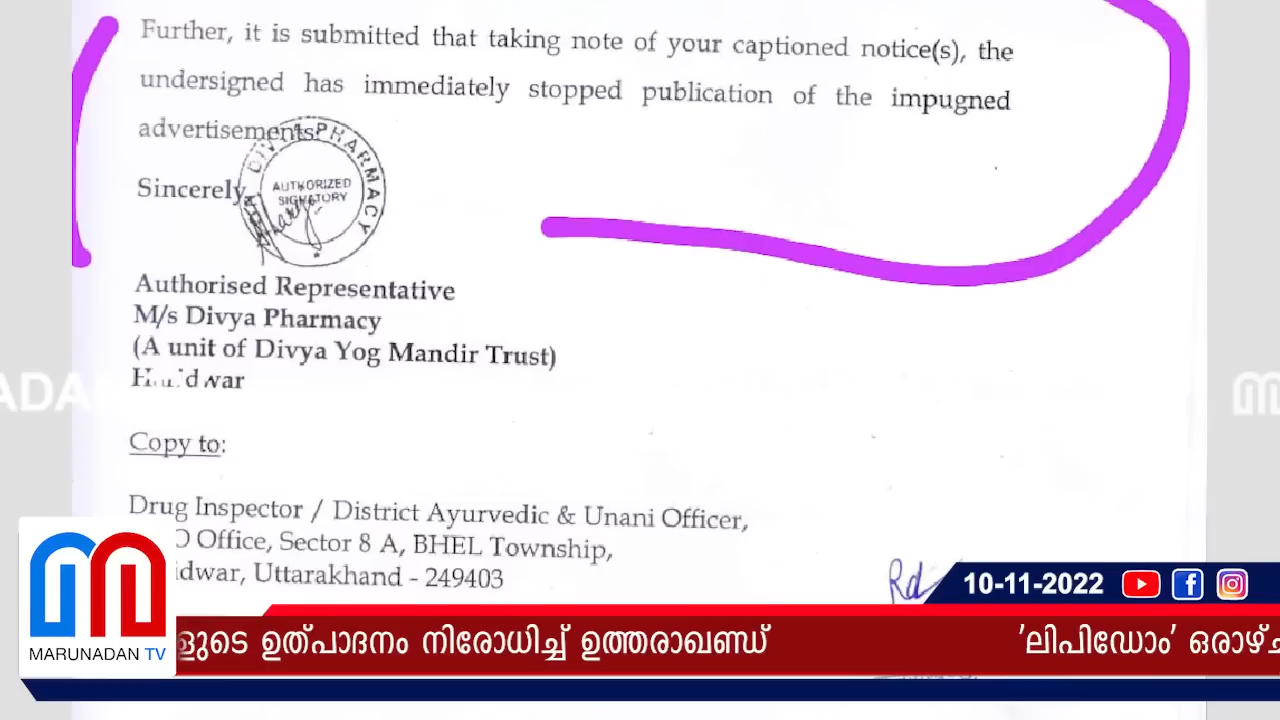 Further, it is submitted that taking note of your captioned notice(s), the
undersigned has immediately stopped publication of the impugned
advertisements.
Sincerely,
DIVYA PHARMACY
AUTHORIZED
SIGNATORY
Authorised Representative
M/s Divya Pharmacy
(A unit of Divya Yog Mandir Trust)
Copy to:
Drug Inspector / District Ayurvedic & Unani Officer,
O Office, Sector 8 A, BHEL Township,
idwar, Uttarakhand - 249403
Rd
10-11-2022
MARUNADAN TV
ളുടെ ഉത്പാദനം നിരോധിച്ച് ഉത്തരാഖണ്ഡ്
'ലിപിഡോം' ഒരാഴ്ച